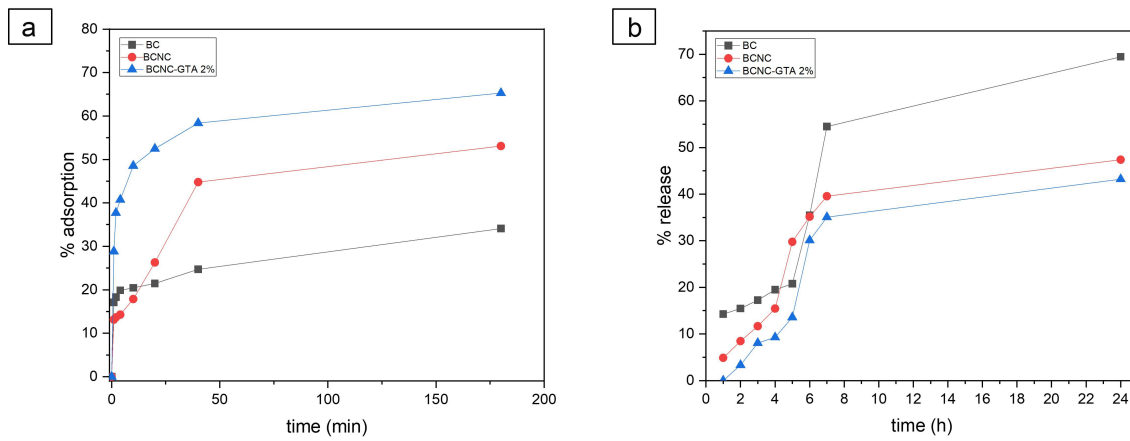 a
80
70
60
50
40
30
20
10
0
% adsorption
BC
BCNC
BCNC-GTA 2%
0
50
100
150
200
time (min)
b
70
60
50
40
30
20
10
0
% release
BC
BCNC
BCNC-GTA 2%
0 2 4 6 8 10 12 14 16 18 20 22 24
time (h)